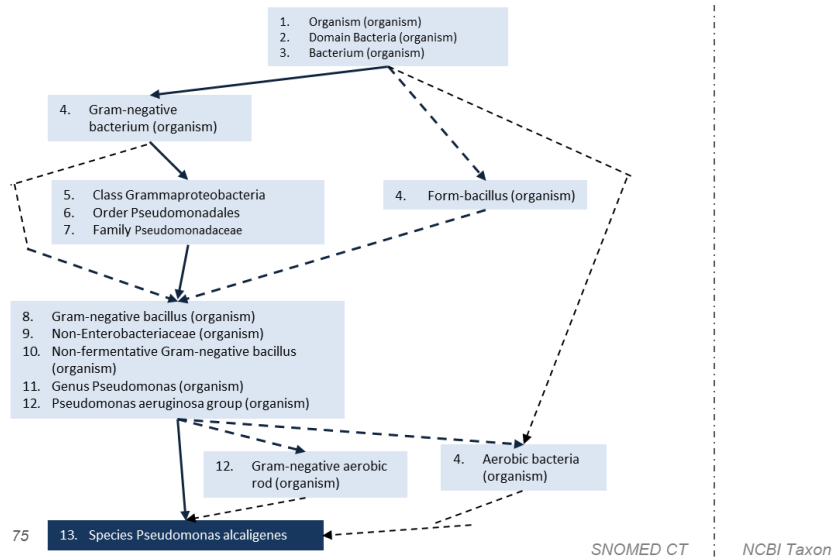 1. Organism (organism)
2. Domain Bacteria (organism)
3. Bacterium (organism)
4. Gram-negative
bacterium (organism)
5. Class Grammaproteobacteria
6. Order Pseudomonadales
7. Family Pseudomonadaceae
4. Form-bacillus (organism)
8. Gram-negative bacillus (organism)
9. Non-Enterobacteriaceae (organism)
10. Non-fermentative Gram-negative bacillus
(organism)
11. Genus Pseudomonas (organism)
12. Pseudomonas aeruginosa group (organism)
12. Gram-negative aerobic
rod (organism)
4. Aerobic bacteria
(organism)
13. Species Pseudomonas alcaligenes
75
SNOMED CT
NCBI Taxon